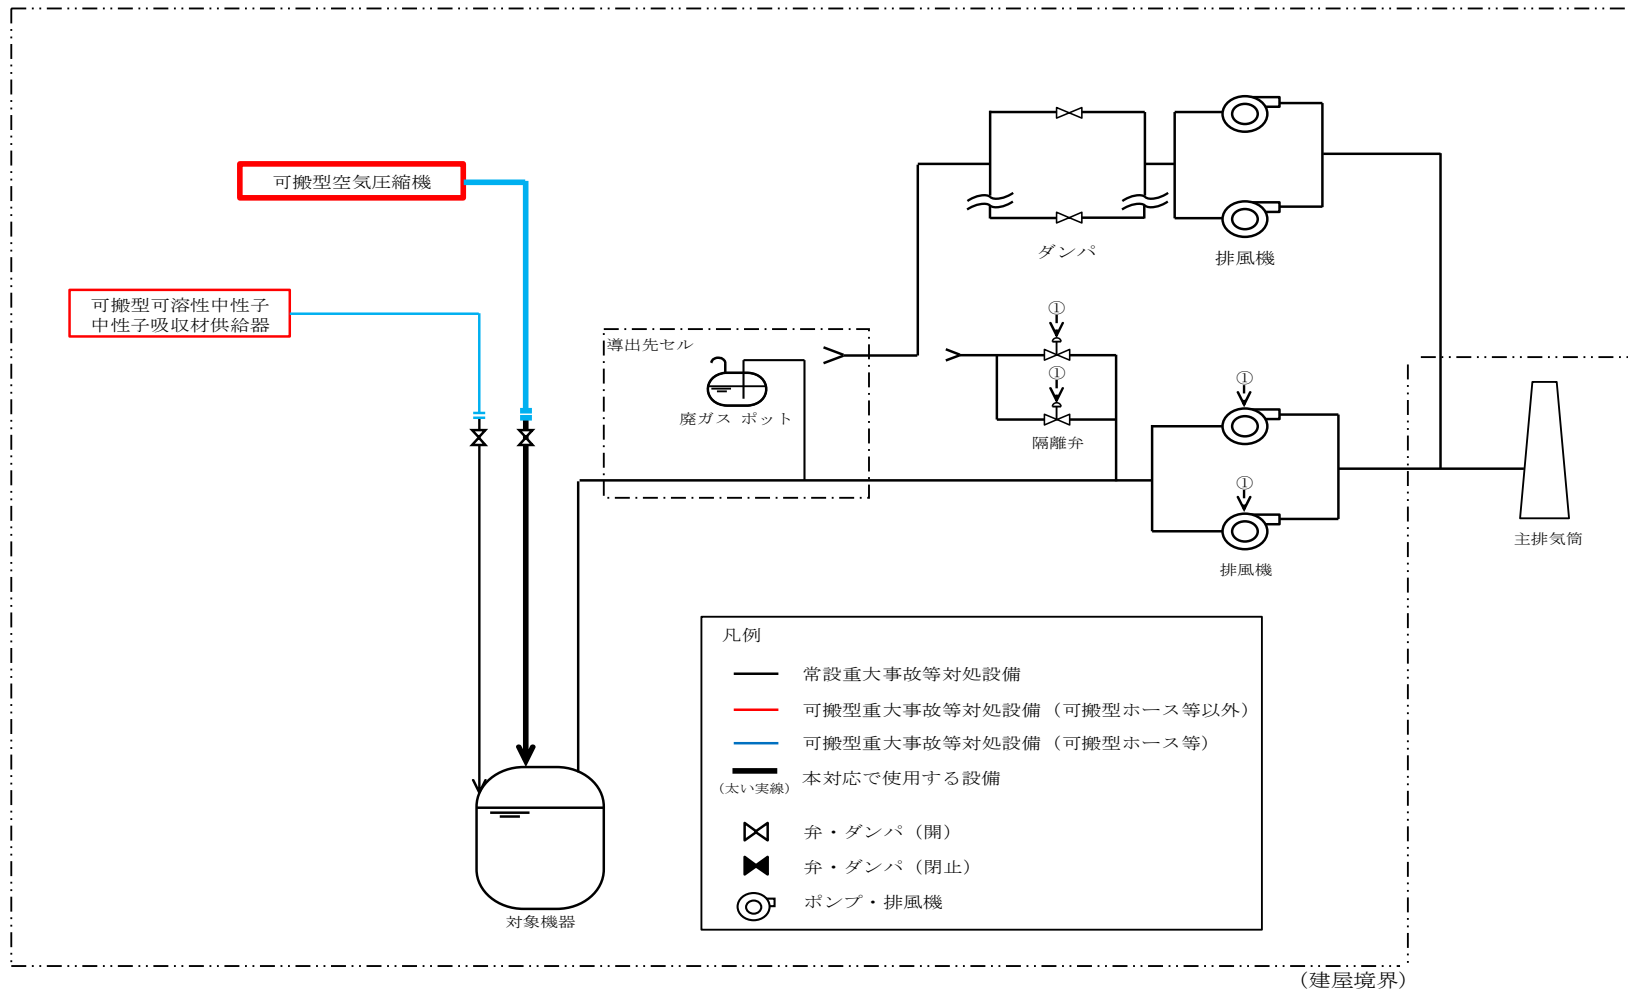 可搬型空気圧縮機
可搬型可溶性中性子
中性子吸収材供給器
ダンパ
排風機
①
導出先セル
①
①
廃ガス ポット
隔離弁
①
排風機
主排気筒
凡例
常設重大事故等対処設備
可搬型重大事故等対処設備（可搬型ホース等以外）
可搬型重大事故等対処設備（可搬型ホース等）
本対応で使用する設備
（太い実線）
弁・ダンパ（開）
弁・ダンパ（閉止）
ポンプ・排風機
対象機器
（建屋境界）